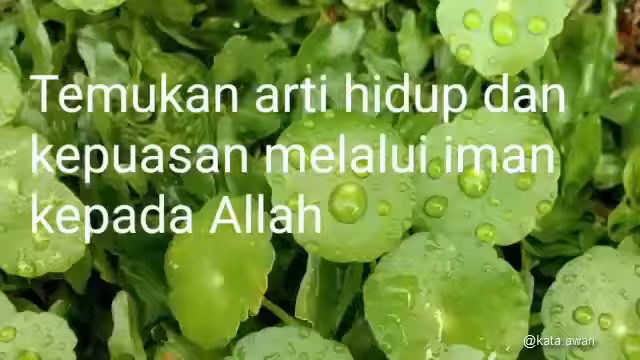 Temukan arti hidup dan
kepuasan melalui iman
kepada Allah
@kata.awan